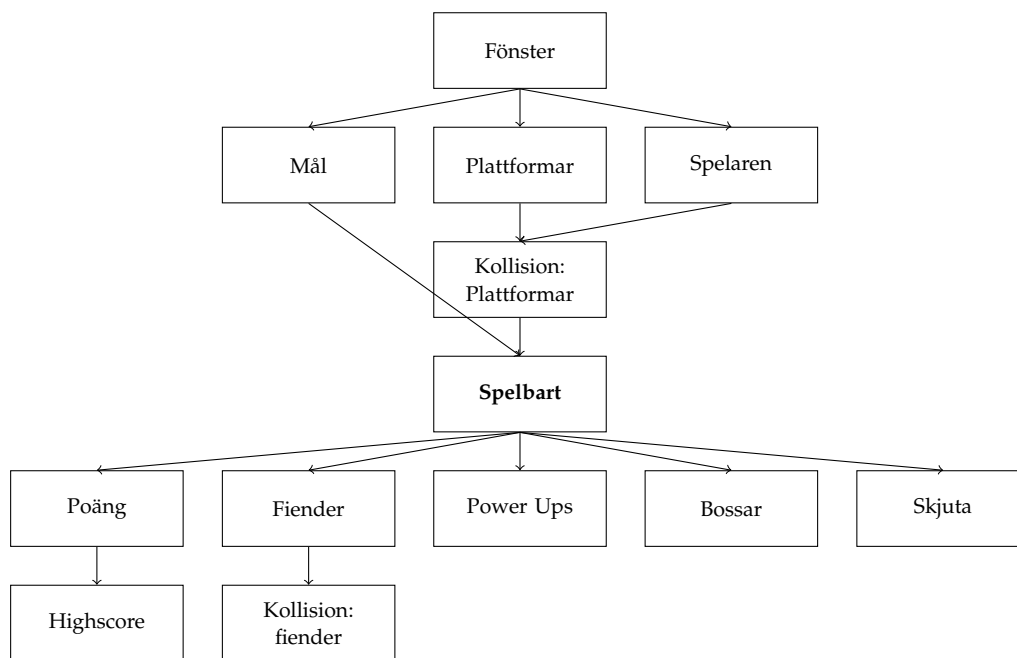 Fönster
Mål
Plattformar
Spelaren
Kollision:
Plattformar
Spelbart
Poäng
Fiender
Power Ups
Bossar
Skjuta
Highscore
Kollision:
fiender